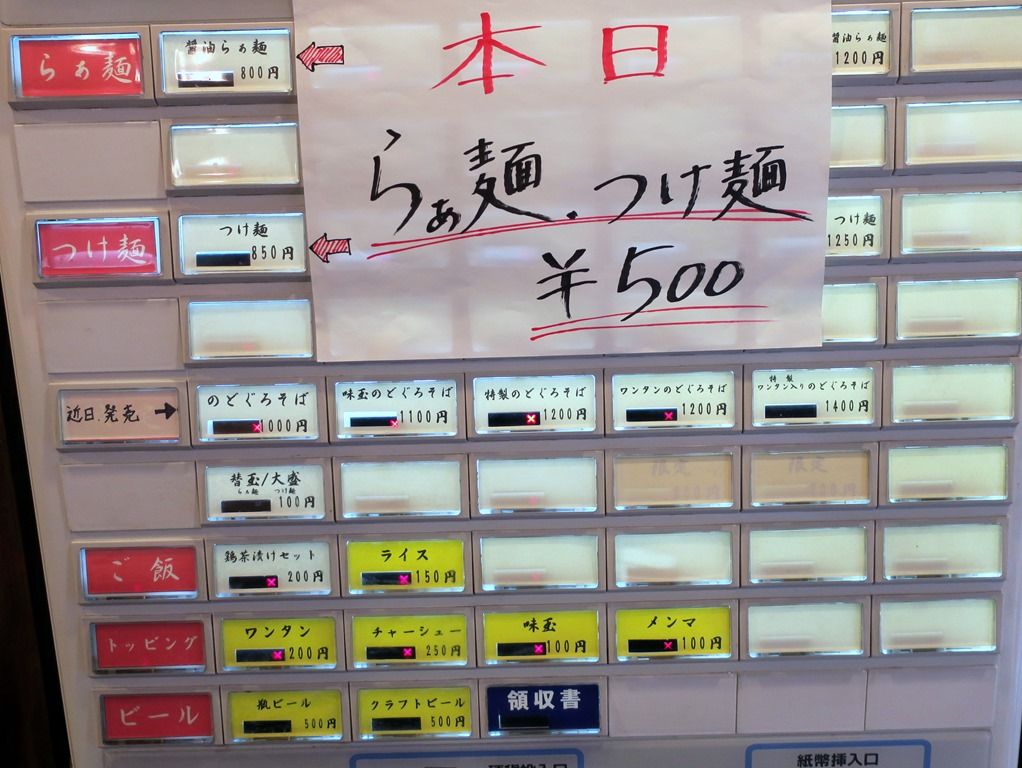 らぁ麺
醤油らぁ麺
800円
本日
らぁ麺.つけ麺
¥500
醤油らぁ麺
1200円
つけ麺
つけ麺
850円
つけ麺
1250円
近日.発売→
のどぐろそば
1000円
味玉のどぐろそば
1100円
特製のどぐろそば
1200円
ワンタンのどぐろそば
1200円
特製
ワンタン入りのどぐろそば
1400円
替玉/大盛
らぁ麺 つけ麺
100円
限定
限定
ご飯
鶏茶漬けセット
200円
ライス
150円
トッピング
ワンタン
200円
チャーシュー
250円
味玉
100円
メンマ
100円
ビール
瓶ビール
500円
クラフトビール
500円
領収書
紙幣挿入口